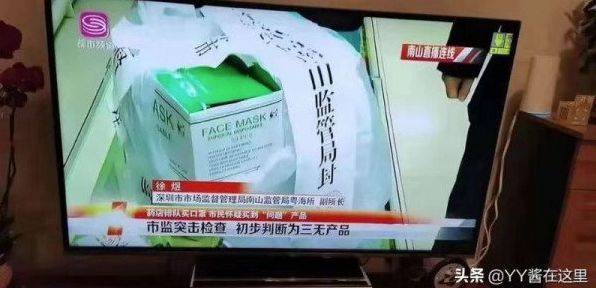 都市频道
南山直播连线
山监管局封
ASK
FACE MASK
徐煜
深圳市市场监督管理局南山监管局粤海所 副所长
药店排队买口罩 市民怀疑买到“问题”产品
市监突击检查 初步判断为三无产品
头条 @YY酱在这里